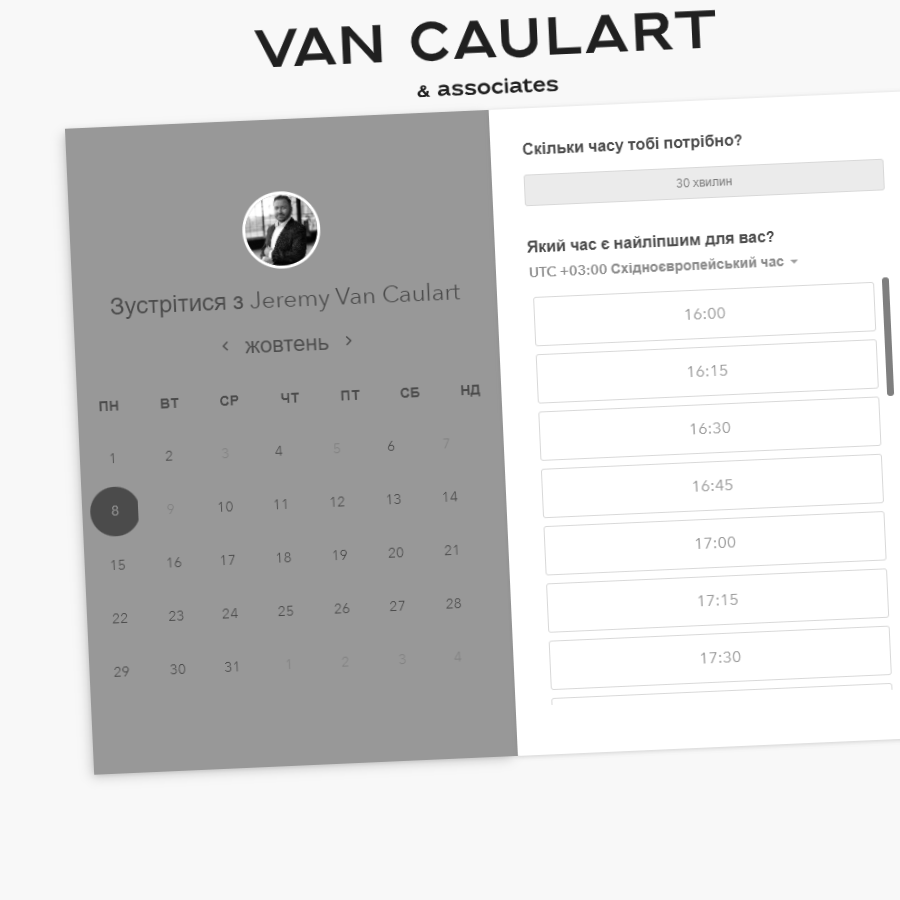 VAN CAULART
& associates
Зустрітися з Jeremy Van Caulart
‹ жовтень ›
ПН ВТ СР ЧТ ПТ СБ НД
1 2 3 4 5 6 7
8 9 10 11 12 13 14
15 16 17 18 19 20 21
22 23 24 25 26 27 28
29 30 31 1 2 3 4
Скільки часу тобі потрібно?
30 хвилин
Який час є найліпшим для вас?
UTC +03:00 Східноєвропейський час
16:00
16:15
16:30
16:45
17:00
17:15
17:30